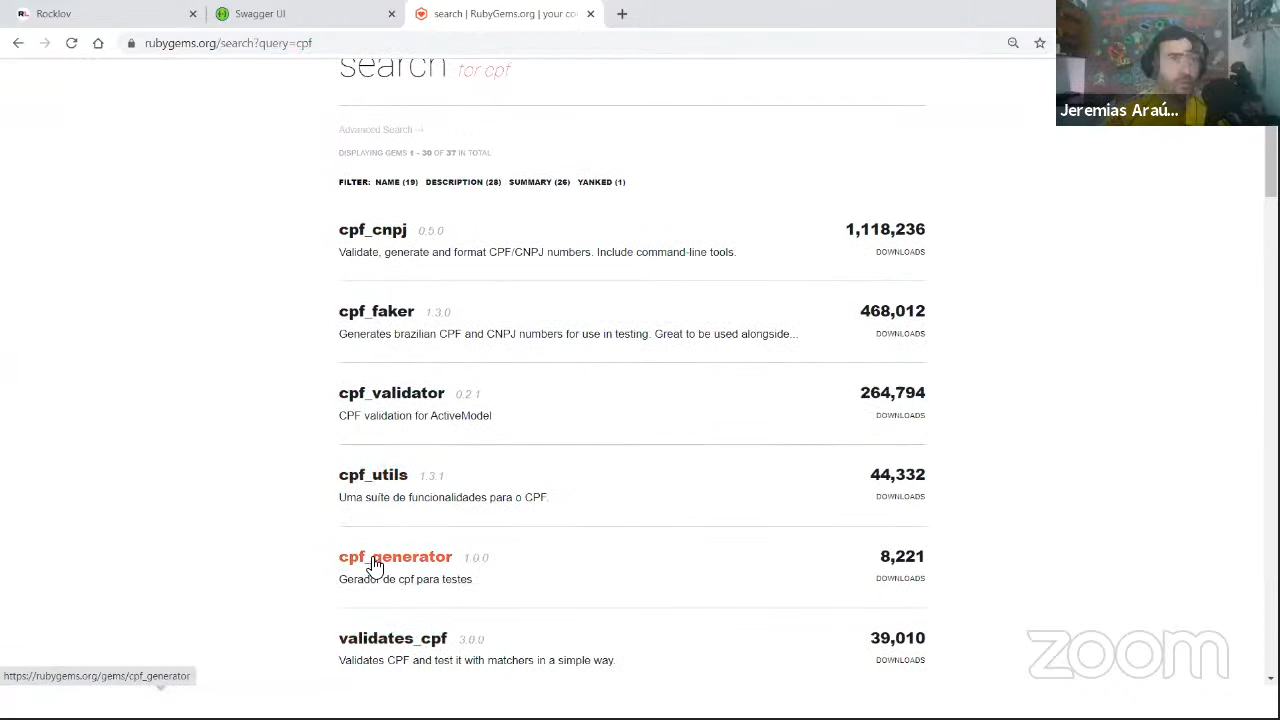 Rocklov
Swagger UI
search | RubyGems.org | your co
rubygems.org/search?query=cpf
Jeremias Araú...
search for cpf
Advanced Search →
DISPLAYING GEMS 1 - 30 OF 37 IN TOTAL
FILTER: NAME (19) DESCRIPTION (28) SUMMARY (26) YANKED (1)
cpf_cnpj 0.5.0 1,118,236
Validate, generate and format CPF/CNPJ numbers. Include command-line tools. DOWNLOADS
cpf_faker 1.3.0 468,012
Generates brazilian CPF and CNPJ numbers for use in testing. Great to be used alongside... DOWNLOADS
cpf_validator 0.2.1 264,794
CPF validation for ActiveModel DOWNLOADS
cpf_utils 1.3.1 44,332
Uma suíte de funcionalidades para o CPF. DOWNLOADS
cpf_generator 1.0.0 8,221
Gerador de cpf para testes DOWNLOADS
validates_cpf 3.0.0 39,010
Validates CPF and test it with matchers in a simple way. DOWNLOADS
zoom
https://rubygems.org/gems/cpf_generator